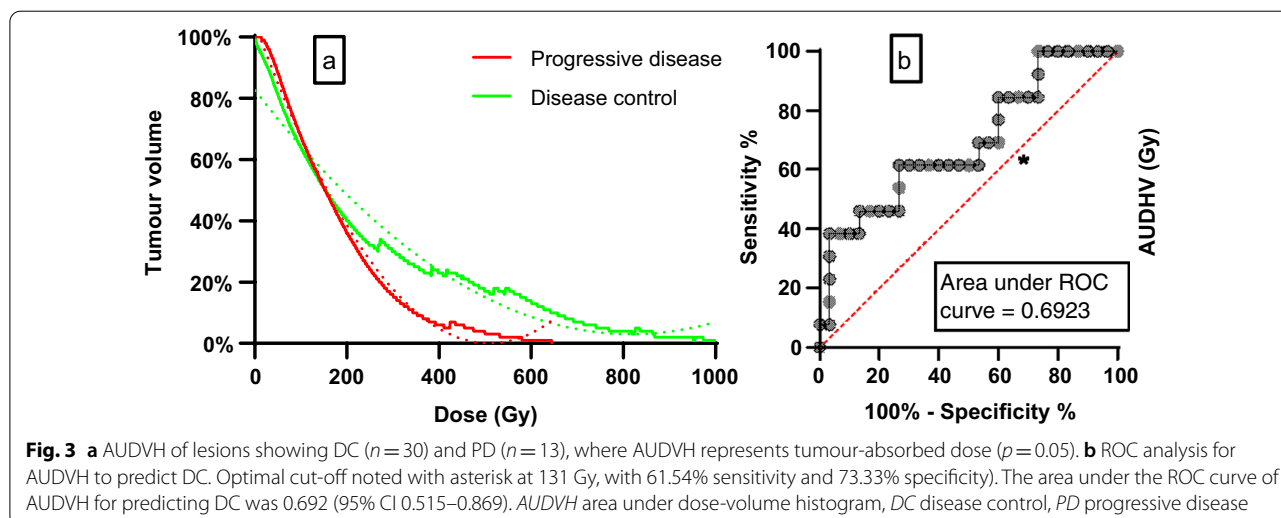 a
Progressive disease
Disease control
100%
80%
60%
40%
20%
0%
Tumour volume
0 200 400 600 800 1000
Dose (Gy)
b
100
80
60
40
20
0
Sensitivity %
*
Area under ROC
curve = 0.6923
0 20 40 60 80 100
100% - Specificity %
AUDHV (Gy)
Fig. 3 a AUDVH of lesions showing DC (n = 30) and PD (n = 13), where AUDVH represents tumour-absorbed dose (p = 0.05). b ROC analysis for
AUDVH to predict DC. Optimal cut-off noted with asterisk at 131 Gy, with 61.54% sensitivity and 73.33% specificity). The area under the ROC curve of
AUDVH for predicting DC was 0.692 (95% CI 0.515–0.869). AUDVH area under dose-volume histogram, DC disease control, PD progressive disease